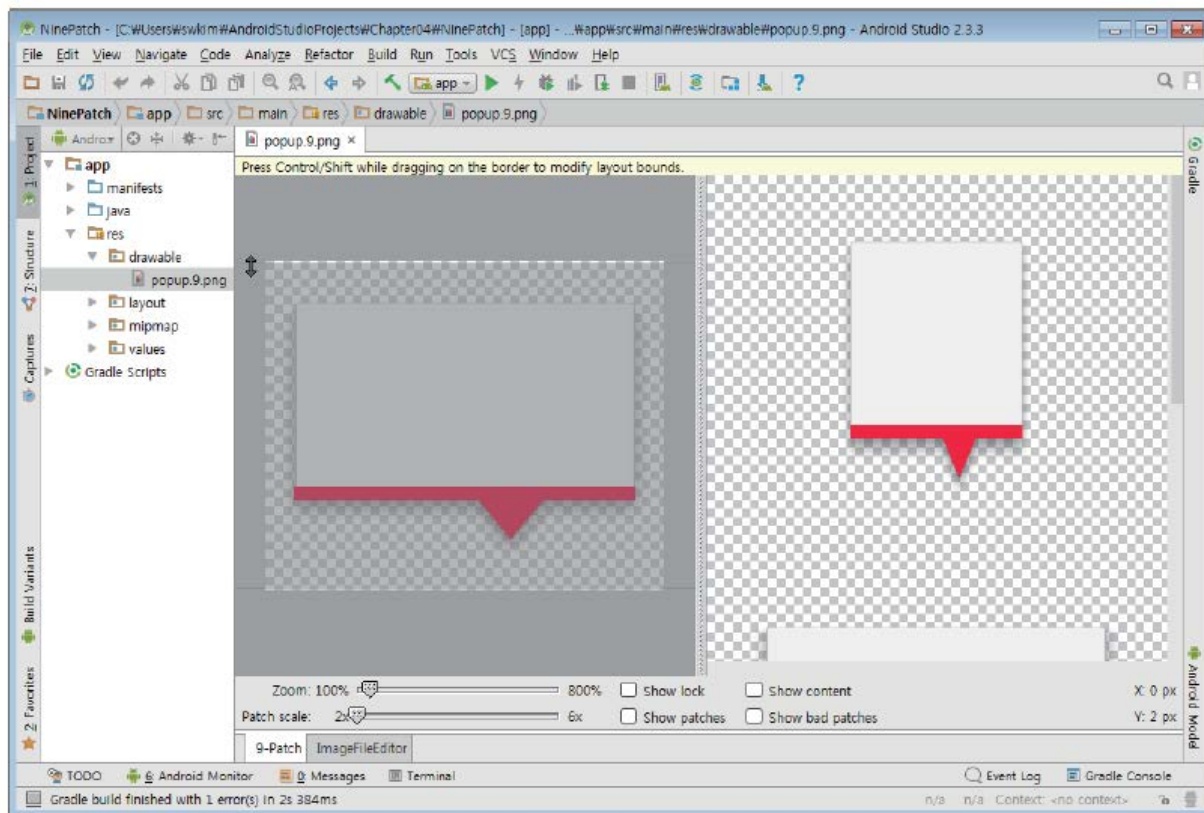 NinePatch - [C:₩Users₩swkim₩AndroidStudioProjects₩Chapter04₩NinePatch] - [app] - ...₩app₩src₩main₩res₩drawable₩popup.9.png - Android Studio 2.3.3
File Edit View Navigate Code Analyze Refactor Build Run Tools VCS Window Help
app
NinePatch app src main res drawable popup.9.png
1: Project
Andro
popup.9.png
Gradle
Press Control/Shift while dragging on the border to modify layout bounds.
app
manifests
java
res
drawable
popup.9.png
layout
mipmap
values
Gradle Scripts
7: Structure
Captures
Build Variants
2: Favorites
Android Model
Zoom: 100% 800% Show lock Show content X: 0 px
Patch scale: 2x 6x Show patches Show bad patches Y: 2 px
9-Patch ImageFileEditor
TODO 6: Android Monitor 0: Messages Terminal Event Log Gradle Console
Gradle build finished with 1 error(s) in 2s 384ms n/a n/a Context: <no context>